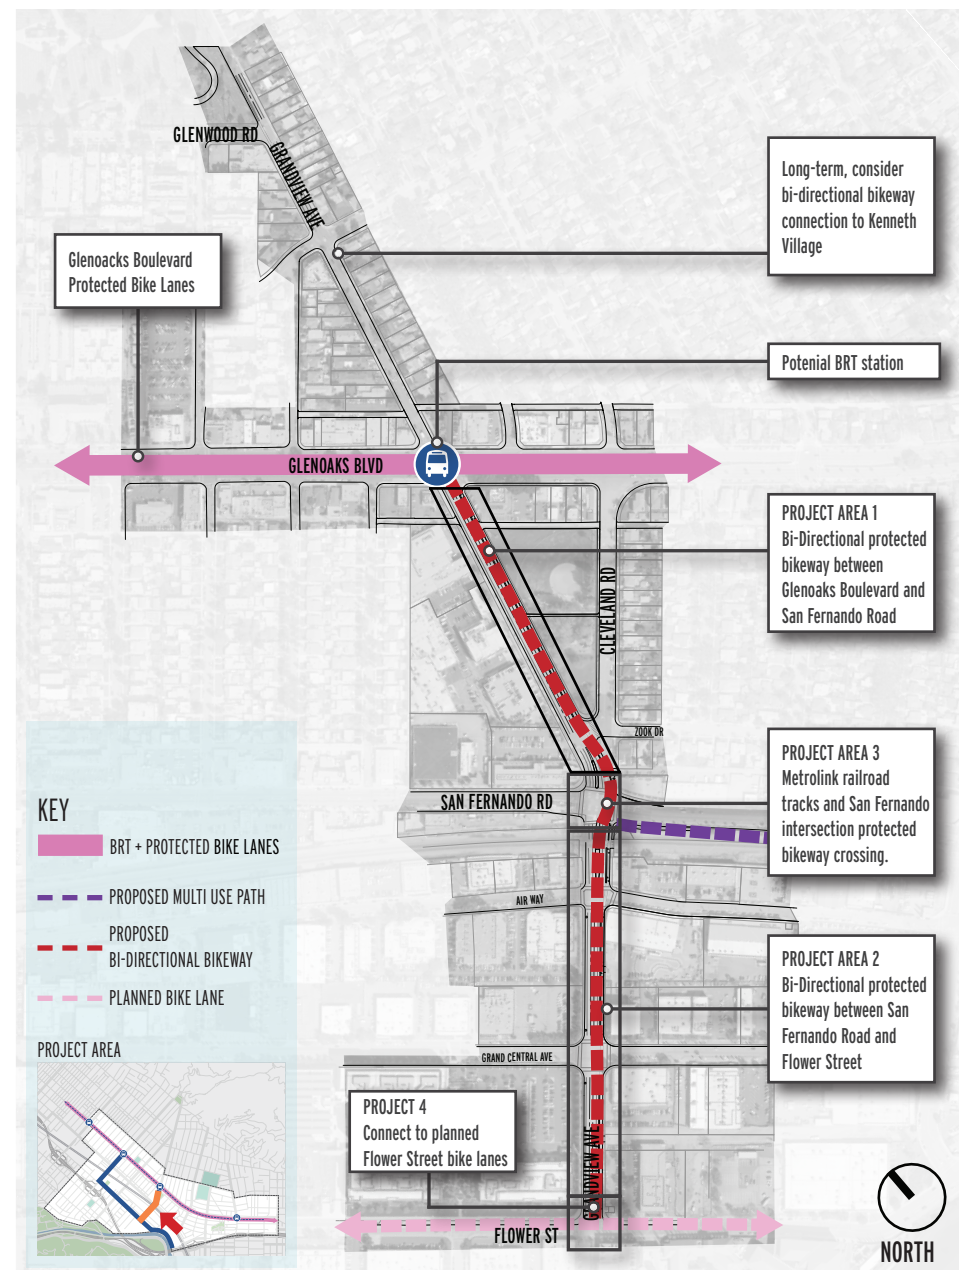 GLENWOOD RD
GRANDVIEW AVE
Long-term, consider
bi-directional bikeway
connection to Kenneth
Village
Glenoacks Boulevard
Protected Bike Lanes
Potenial BRT station
GLENOAKS BLVD
PROJECT AREA 1
Bi-Directional protected
bikeway between
Glenoaks Boulevard and
San Fernando Road
CLEVELAND RD
ZOOK DR
PROJECT AREA 3
Metrolink railroad
tracks and San Fernando
intersection protected
bikeway crossing.
SAN FERNANDO RD
KEY
BRT + PROTECTED BIKE LANES
PROPOSED MULTI USE PATH
PROPOSED
BI-DIRECTIONAL BIKEWAY
PLANNED BIKE LANE
AIR WAY
PROJECT AREA 2
Bi-Directional protected
bikeway between San
Fernando Road and
Flower Street
PROJECT AREA
GRAND CENTRAL AVE
PROJECT 4
Connect to planned
Flower Street bike lanes
GRANDVIEW AVE
FLOWER ST
NORTH